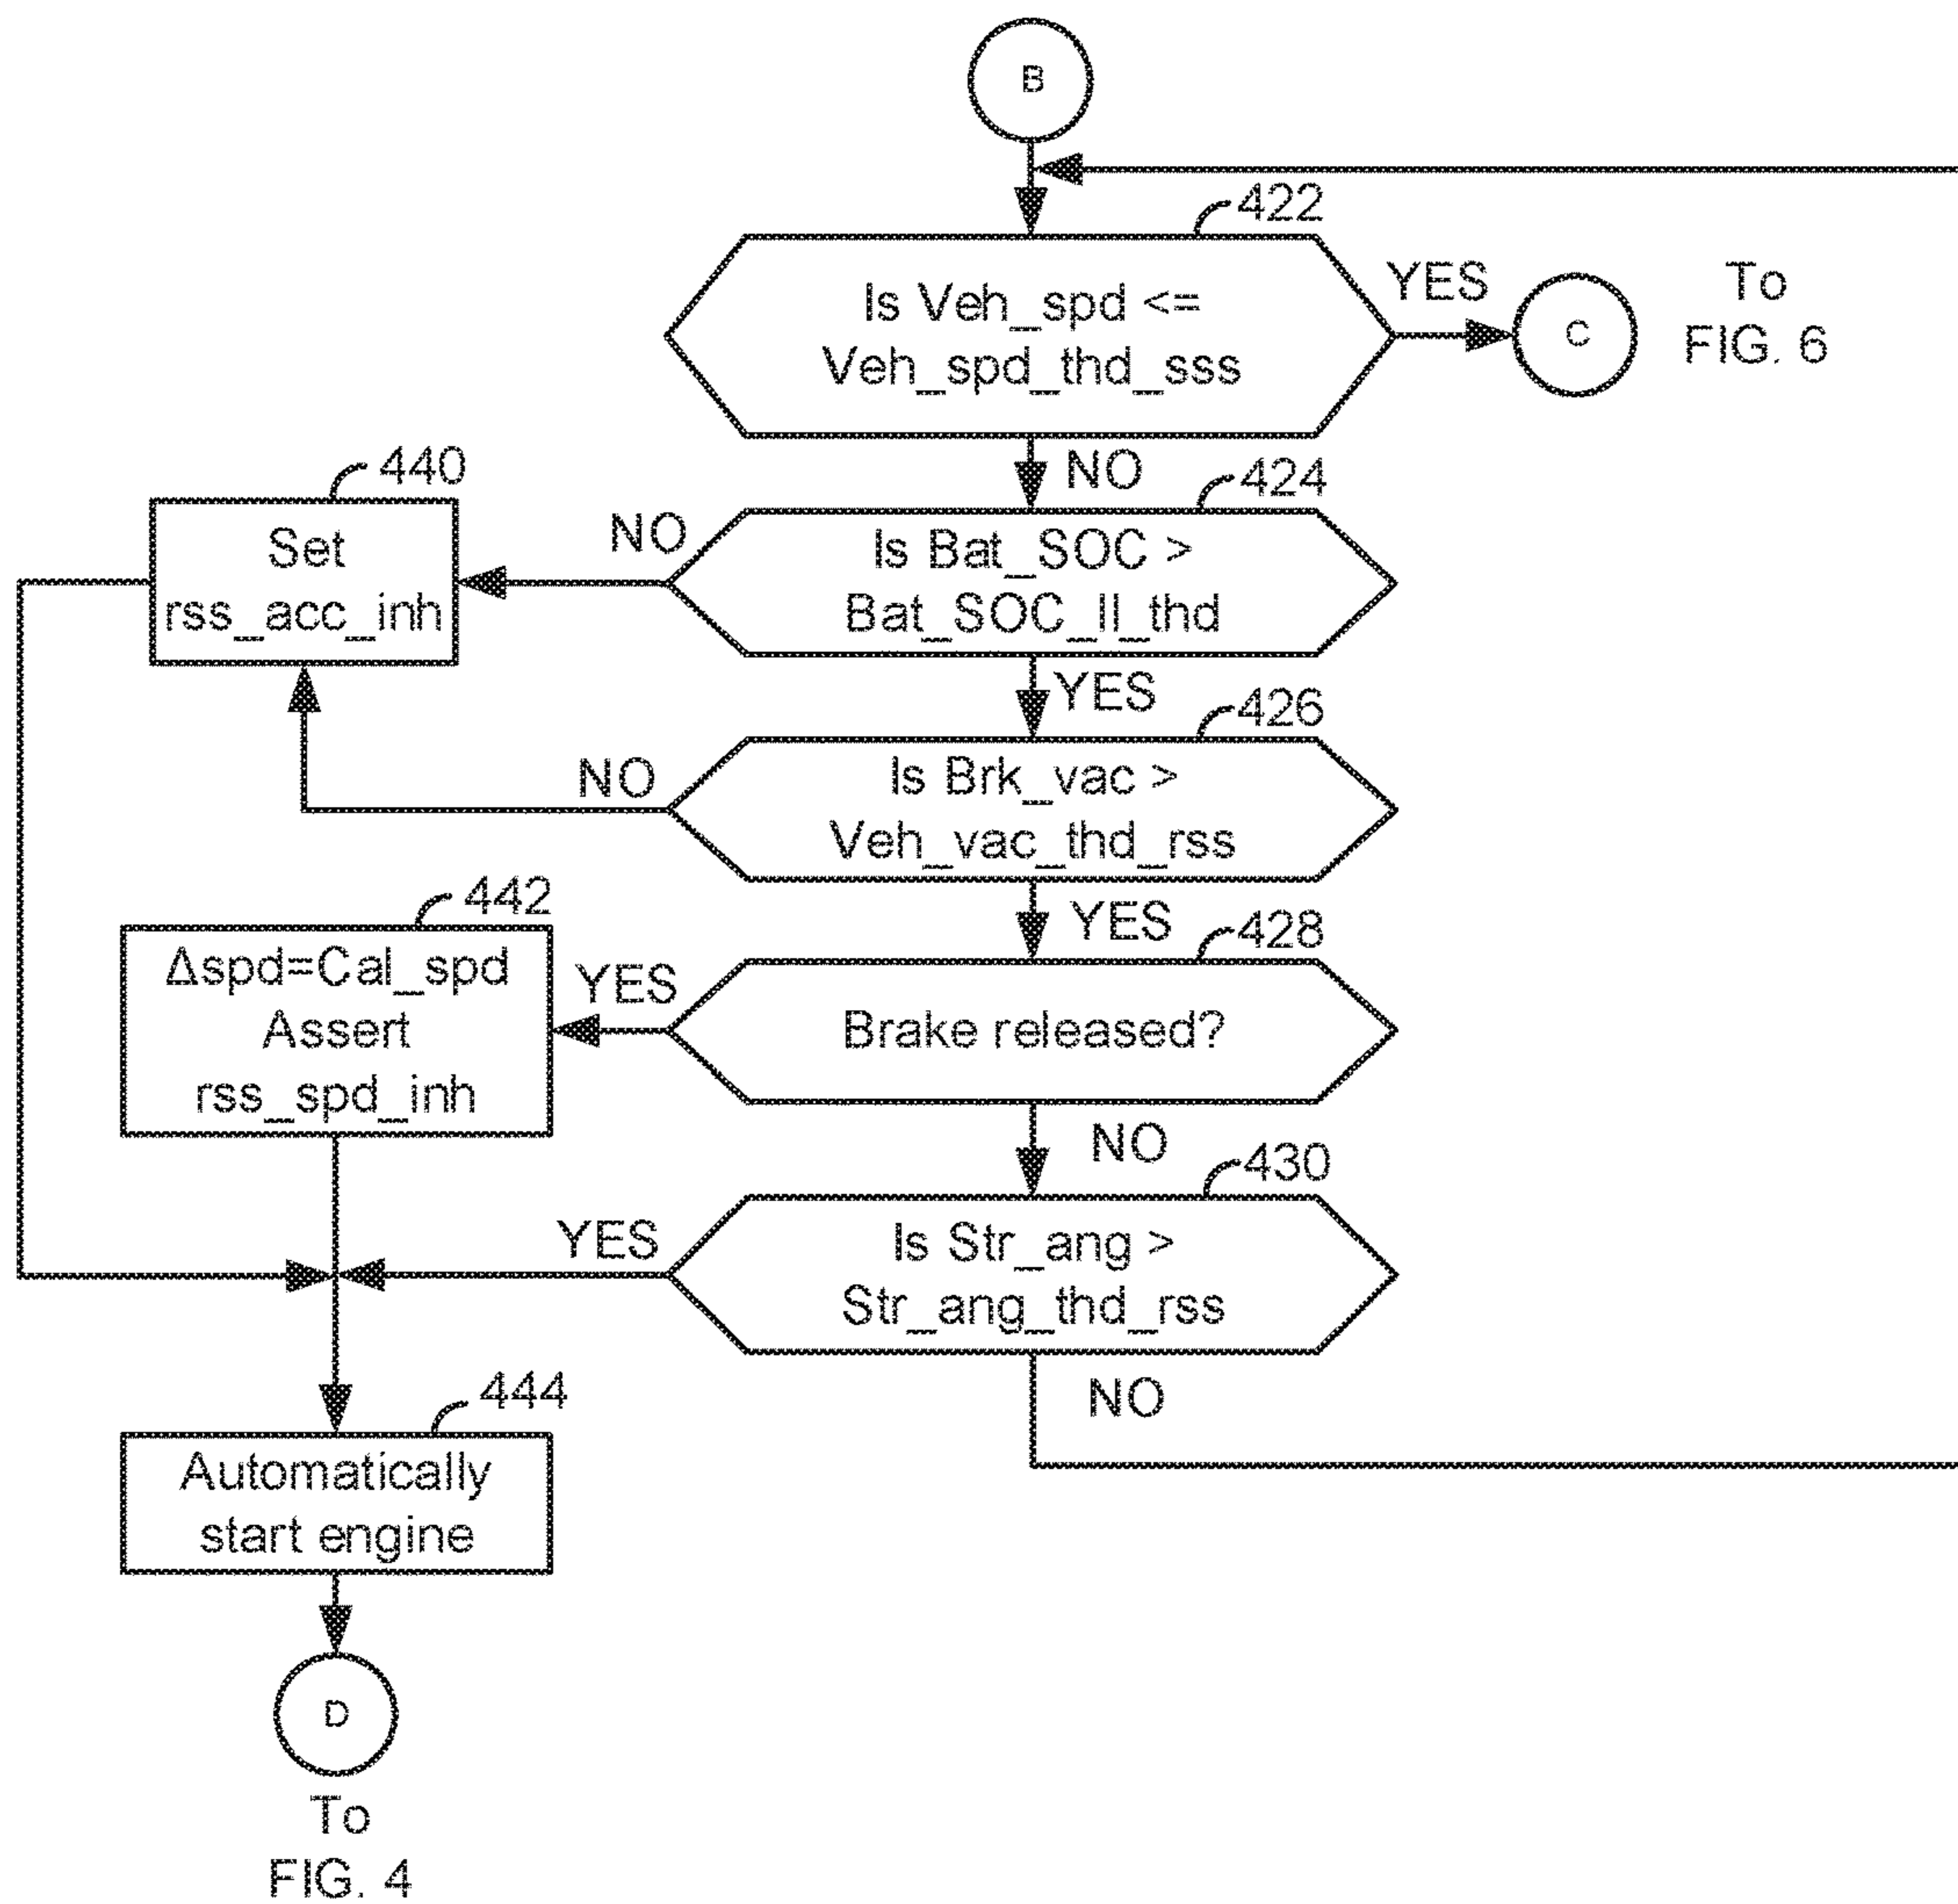 B
422
Is Veh_spd <=
Veh_spd_thd_sss
YES
C
To
FIG. 6
NO
440
Set
rss_acc_inh
NO
424
Is Bat_SOC >
Bat_SOC_II_thd
YES
426
NO
Is Brk_vac >
Veh_vac_thd_rss
YES
442
Δspd=Cal_spd
Assert
rss_spd_inh
YES
428
Brake released?
NO
430
YES
Is Str_ang >
Str_ang_thd_rss
NO
444
Automatically
start engine
D
To
FIG. 4